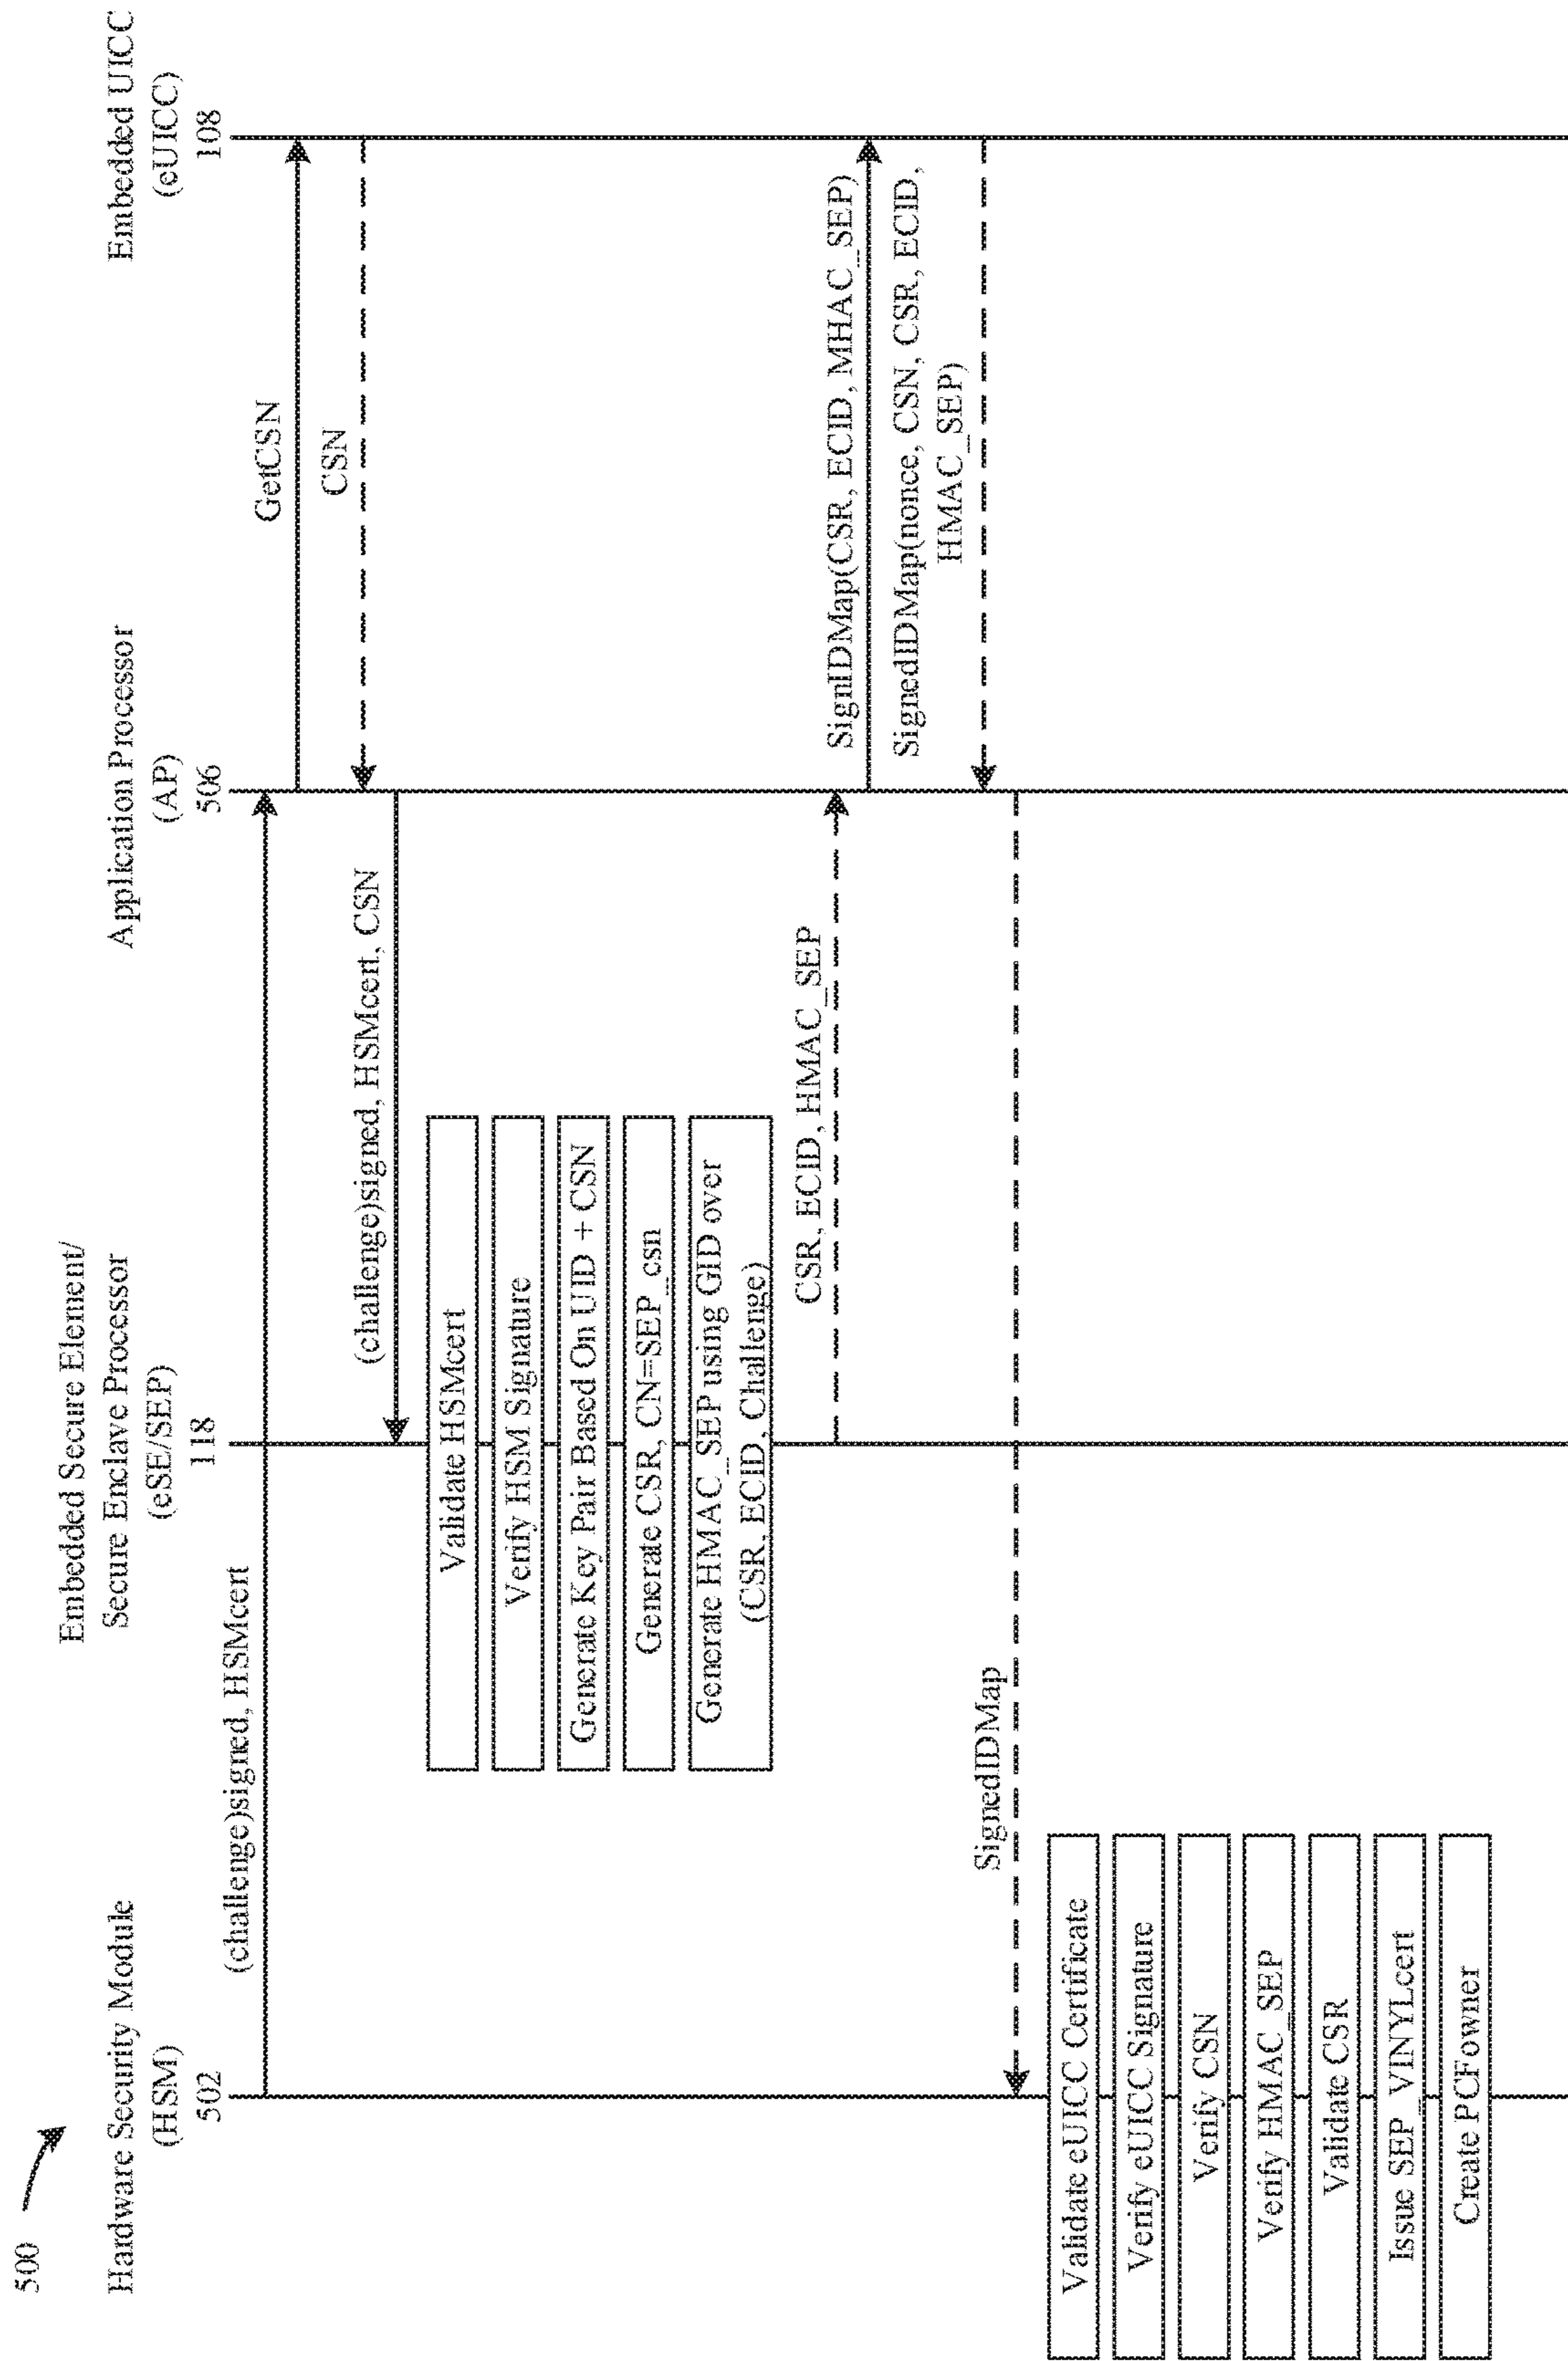 500
Hardware Security Module
(HSM)
502
Embedded Secure Element/
Secure Enclave Processor
(eSE/SEP)
118
Application Processor
(AP)
506
Embedded UICC
(eUICC)
108
(challenge)signed, HSMcert
GetCSN
CSN
(challenge)signed, HSMcert, CSN
Validate HSMcert
Verify HSM Signature
Generate Key Pair Based On UID + CSN
Generate CSR, CN=SEP_csn
Generate HMAC_SEP using GID over
(CSR, ECID, Challenge)
CSR, ECID, HMAC_SEP
SignIDMap(CSR, ECID, MHAC_SEP)
SignedIDMap(nonce, CSN, CSR, ECID,
HMAC_SEP)
SignedIDMap
Validate eUICC Certificate
Verify eUICC Signature
Verify CSN
Verify HMAC_SEP
Validate CSR
Issue SEP_VINYLcert
Create PCFowner